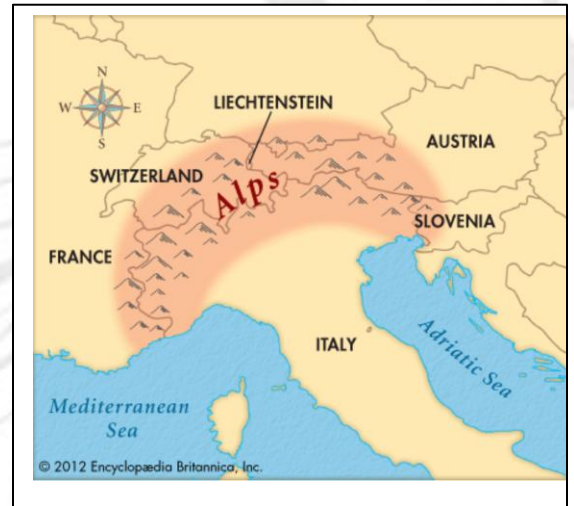 N
W E
S
LIECHTENSTEIN
AUSTRIA
SWITZERLAND
Alps
SLOVENIA
FRANCE
ITALY
Adriatic Sea
Mediterranean
Sea
© 2012 Encyclopædia Britannica, Inc.